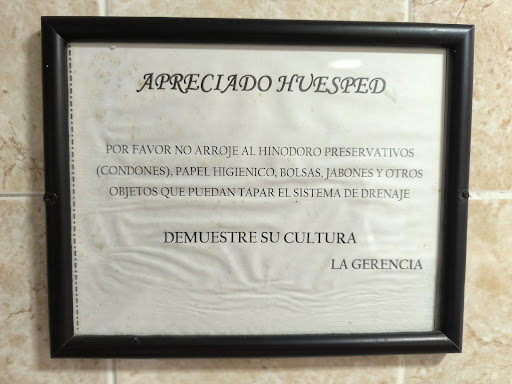 APRECIADO HUESPED
POR FAVOR NO ARROJE AL HINODORO PRESERVATIVOS
(CONDONES), PAPEL HIGIENICO, BOLSAS, JABONES Y OTROS
OBJETOS QUE PUEDAN TAPAR EL SISTEMA DE DRENAJE
DEMUESTRE SU CULTURA
LA GERENCIA